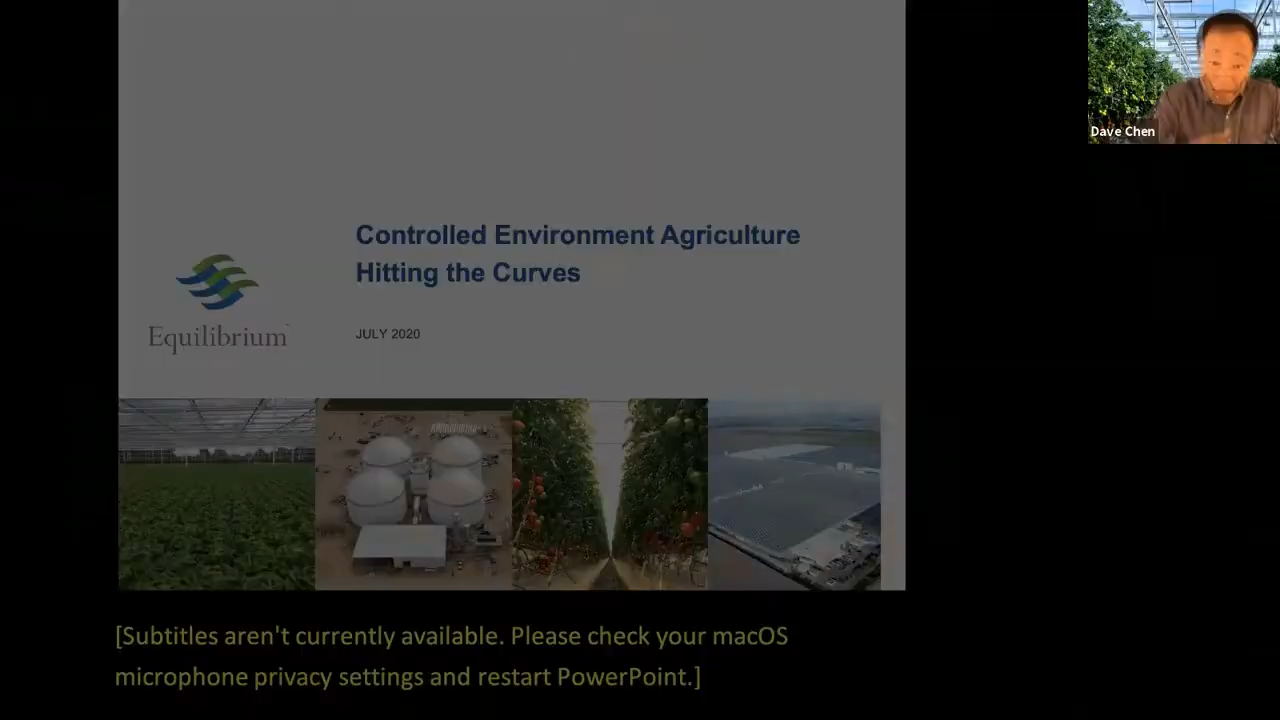 Dave Chen
Controlled Environment Agriculture
Hitting the Curves
Equilibrium
JULY 2020
[Subtitles aren't currently available. Please check your macOS
microphone privacy settings and restart PowerPoint.]